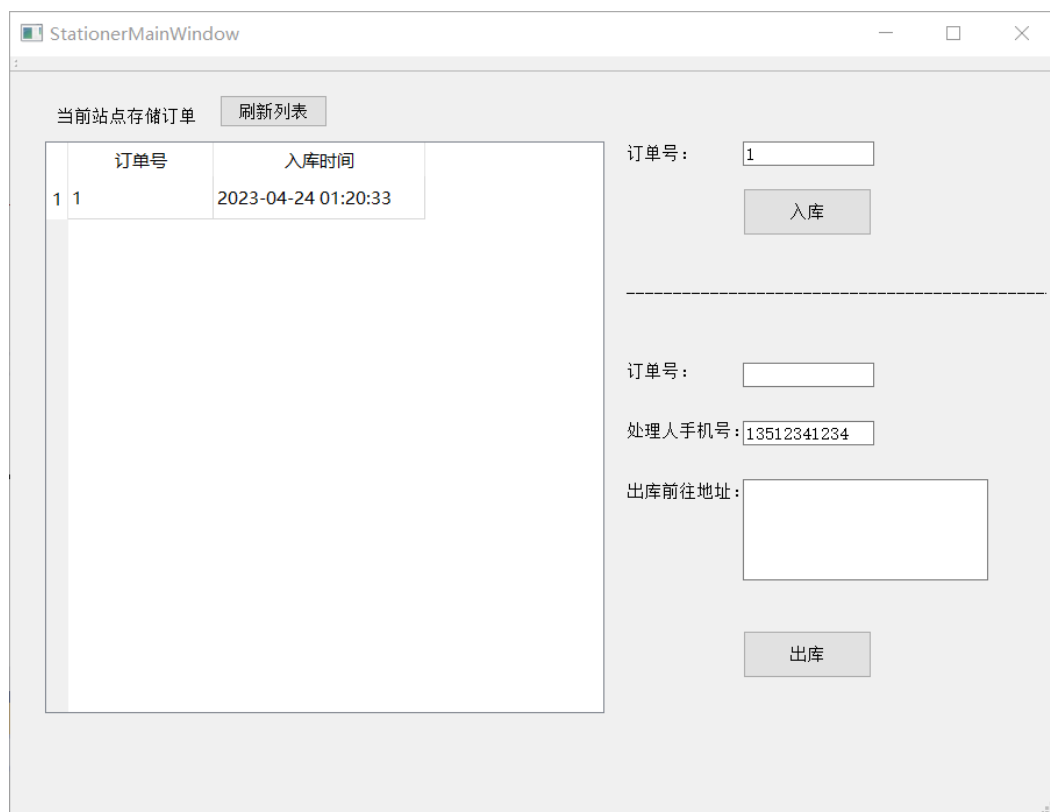 StationerMainWindow
当前站点存储订单 刷新列表
订单号 入库时间
1 1 2023-04-24 01:20:33
订单号： 1
入库
------------------------------------------------
订单号：
处理人手机号： 13512341234
出库前往地址：
出库